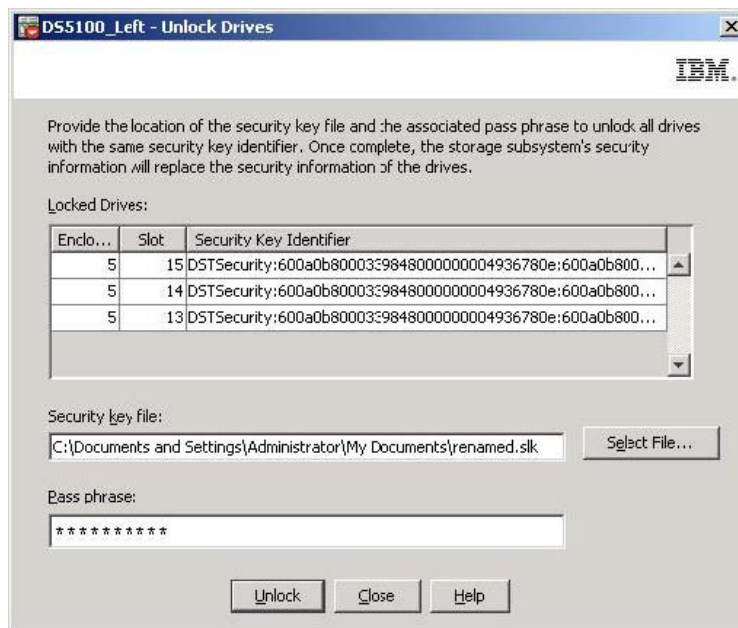 DS5100_Left - Unlock Drives
IBM.
Provide the location of the security key file and the associated pass phrase to unlock all drives
with the same security key identifier. Once complete, the storage subsystem's security
information will replace the security information of the drives.
Locked Drives:
Enclo... Slot Security Key Identifier
5 15 DSTSecurity:600a0b80003398480000000004936780e:600a0b800...
5 14 DSTSecurity:600a0b80003398480000000004936780e:600a0b800...
5 13 DSTSecurity:600a0b80003398480000000004936780e:600a0b800...
Security key file:
C:\Documents and Settings\Administrator\My Documents\renamed.slk
Select File...
Pass phrase:
**********
Unlock Close Help